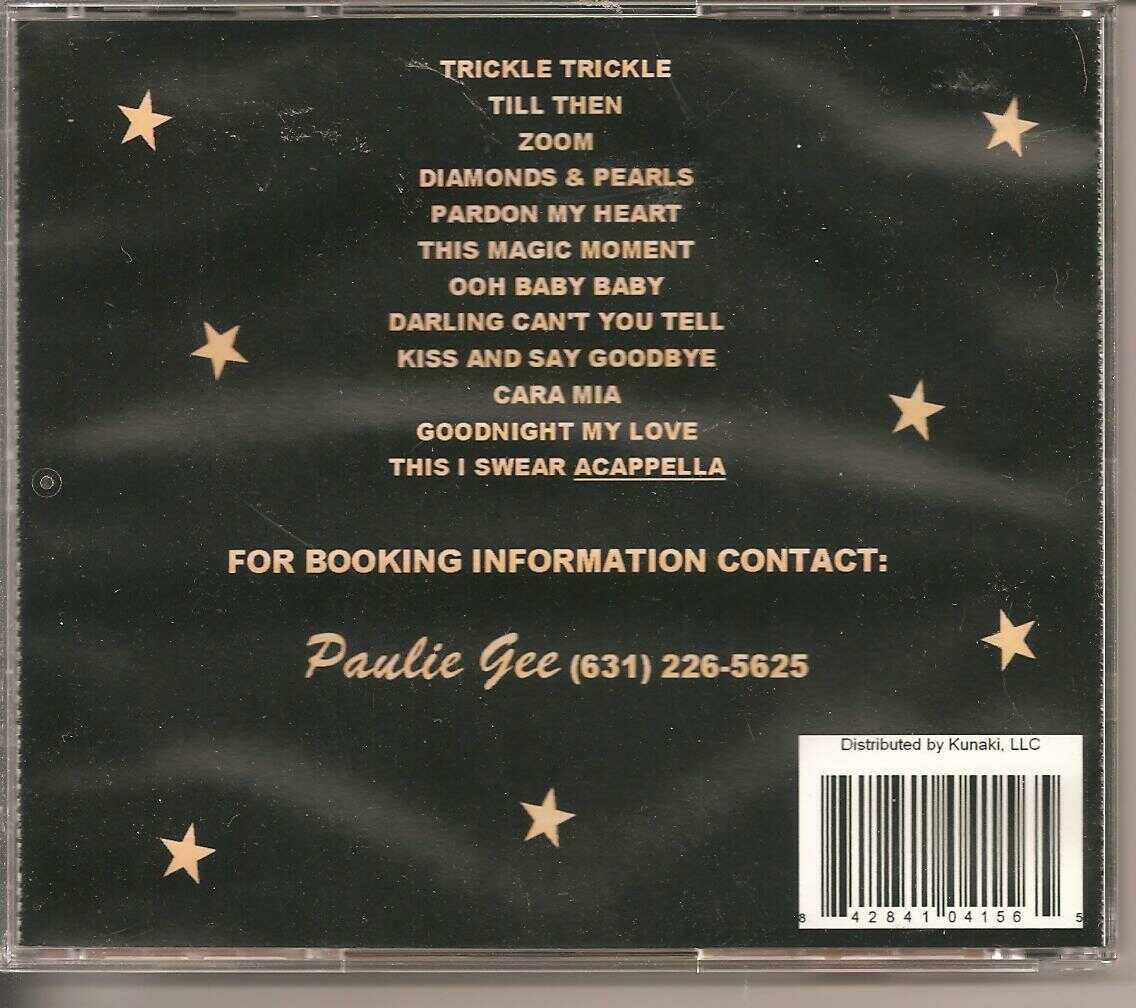 TRICKLE TRICKLE
TILL THEN
ZOOM
DIAMONDS & PEARLS
PARDON MY HEART
THIS MAGIC MOMENT
OOH BABY BABY
DARLING CAN'T YOU TELL
KISS AND SAY GOODBYE
CARA MIA
GOODNIGHT MY LOVE
THIS I SWEAR ACAPPELLA
FOR BOOKING INFORMATION CONTACT:
Paulie Gee (631) 226-5625
Distributed by Kunaki, LLC
8 42841 04156 5